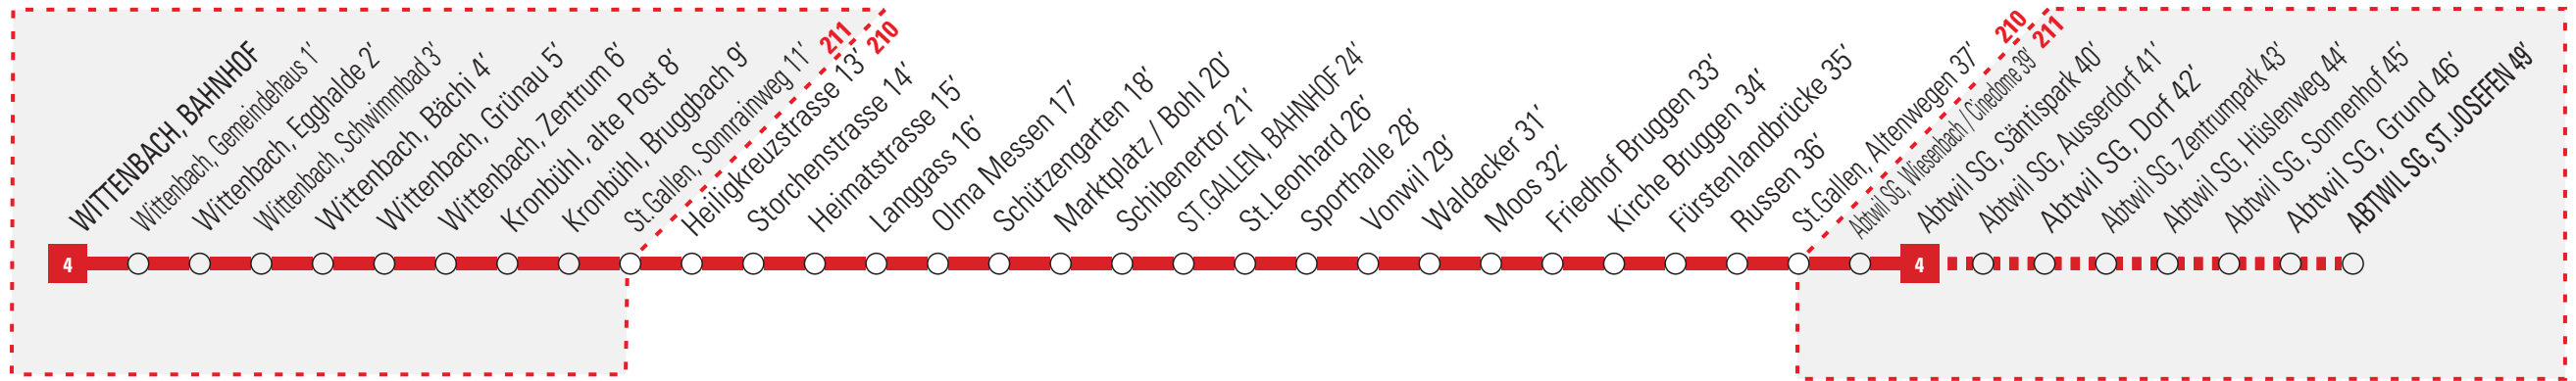 WITTENBACH, BAHNHOF
Wittenbach, Gemeindehaus 1'
Wittenbach, Egghalde 2'
Wittenbach, Schwimmbad 3'
Wittenbach, Bächi 4'
Wittenbach, Grünau 5'
Wittenbach, Zentrum 6'
Kronbühl, alte Post 8'
Kronbühl, Bruggbach 9'
St.Gallen, Sonnrainweg 11'
211
210
Heiligkreuzstrasse 13'
Storchenstrasse 14'
Heimatstrasse 15'
Langgass 16'
Olma Messen 17'
Schützengarten 18'
Marktplatz / Bohl 20'
Schibenertor 21'
ST.GALLEN, BAHNHOF 24'
St.Leonhard 26'
Sporthalle 28'
Vonwil 29'
Waldacker 31'
Moos 32'
Friedhof Bruggen 33'
Kirche Bruggen 34'
Fürstenlandbrücke 35'
Russen 36'
St.Gallen, Altenwegen 37'
210
211
Abtwil SG, Wiesenbach / Cinedome 39'
Abtwil SG, Säntispark 40'
Abtwil SG, Ausserdorf 41'
Abtwil SG, Dorf 42'
Abtwil SG, Zentrumpark 43'
Abtwil SG, Hüslenweg 44'
Abtwil SG, Sonnenhof 45'
Abtwil SG, Grund 46'
ABTWIL SG, ST.JOSEFEN 49'
4
4